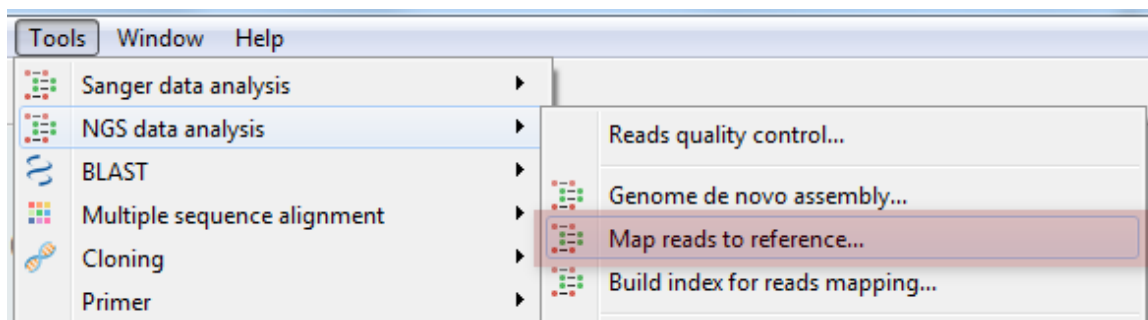 Tools Window Help
Sanger data analysis
NGS data analysis
BLAST
Multiple sequence alignment
Cloning
Primer
Reads quality control...
Genome de novo assembly...
Map reads to reference...
Build index for reads mapping...